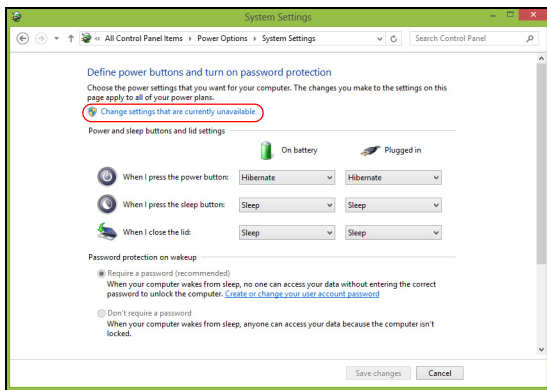 System Settings
« All Control Panel Items Power Options System Settings
Search Control Panel
Define power buttons and turn on password protection
Choose the power settings that you want for your computer. The changes you make to the settings on this
page apply to all of your power plans.
Change settings that are currently unavailable
Power and sleep buttons and lid settings
On battery Plugged in
When I press the power button: Hibernate Hibernate
When I press the sleep button: Sleep Sleep
When I close the lid: Sleep Sleep
Password protection on wakeup
Require a password (recommended)
When your computer wakes from sleep, no one can access your data without entering the correct
password to unlock the computer. Create or change your user account password
Don't require a password
When your computer wakes from sleep, anyone can access your data because the computer isn't
locked.
Save changes Cancel